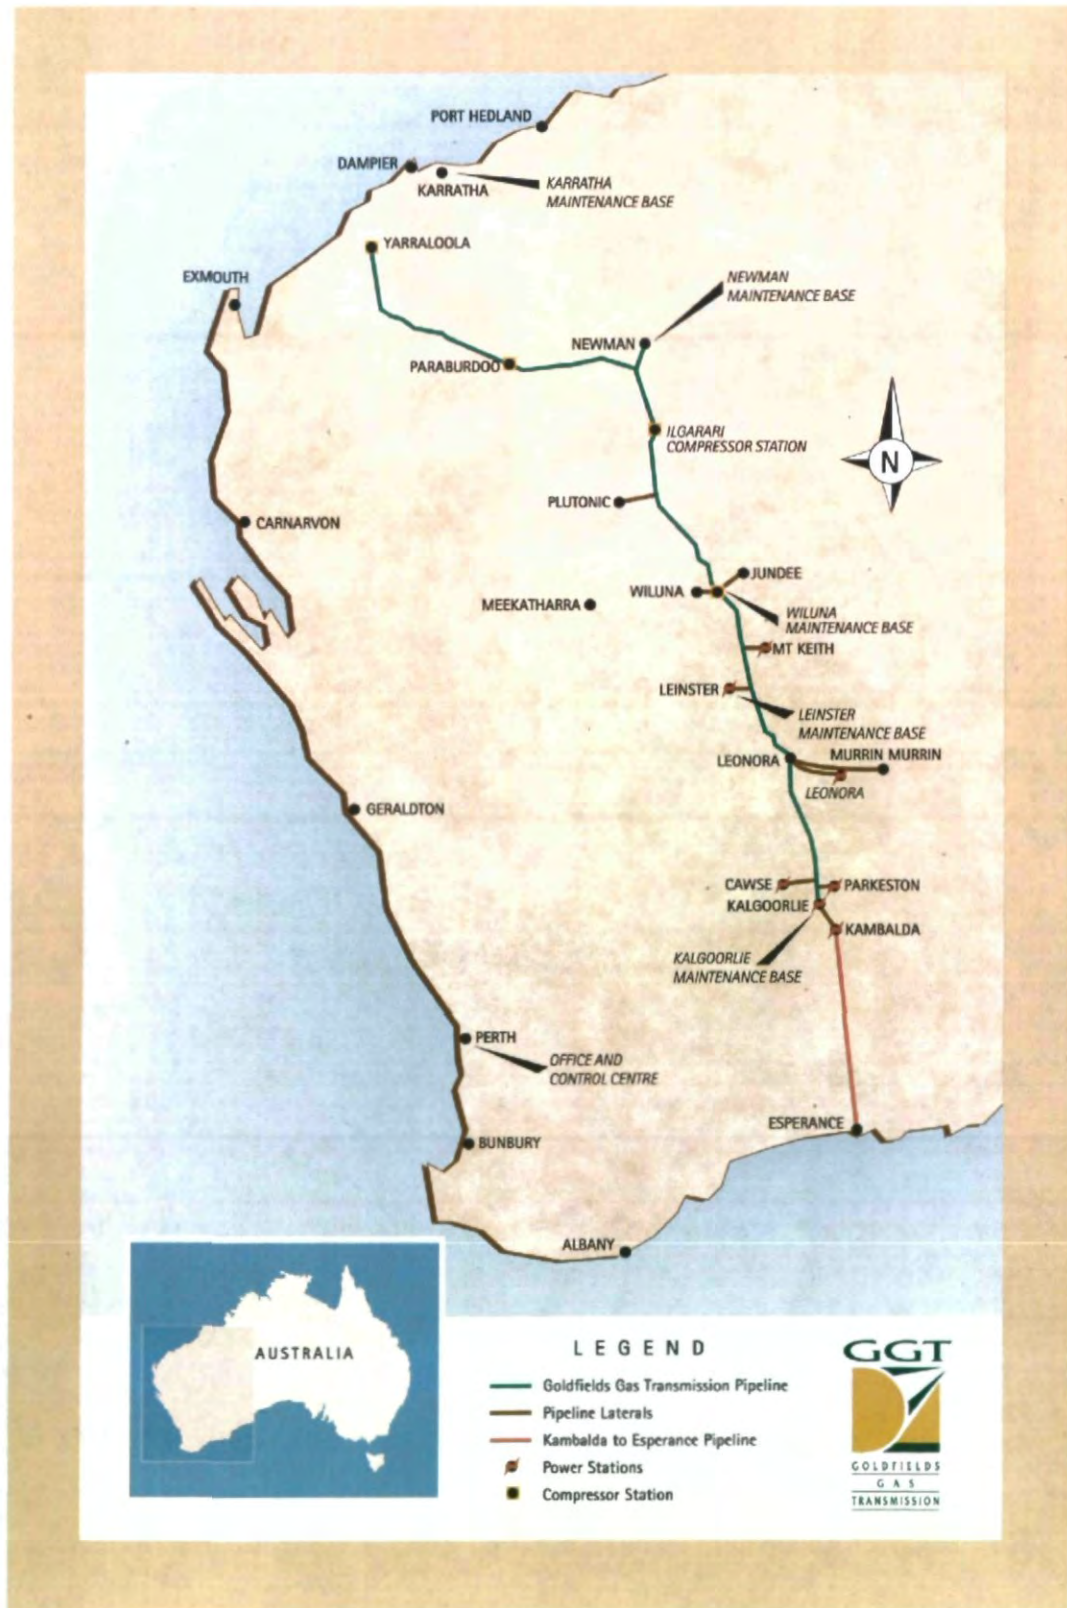 PORT HEDLAND
DAMPIER
KARRATHA
KARRATHA
MAINTENANCE BASE
YARRALOOLA
EXMOUTH
NEWMAN
MAINTENANCE BASE
NEWMAN
PARABURDOO
ILGARARI
COMPRESSOR STATION
N
PLUTONIC
CARNARVON
JUNDEE
WILUNA
MEEKATHARRA
WILUNA
MAINTENANCE BASE
MT KEITH
LEINSTER
LEINSTER
MAINTENANCE BASE
LEONORA
MURRIN MURRIN
LEONORA
GERALDTON
CAWSE
PARKESTON
KALGOORLIE
KAMBALDA
KALGOORLIE
MAINTENANCE BASE
PERTH
OFFICE AND
CONTROL CENTRE
ESPERANCE
BUNBURY
ALBANY
AUSTRALIA
LEGEND
Goldfields Gas Transmission Pipeline
Pipeline Laterals
Kambalda to Esperance Pipeline
Power Stations
Compressor Station
GGT
GOLDFIELDS
GAS
TRANSMISSION